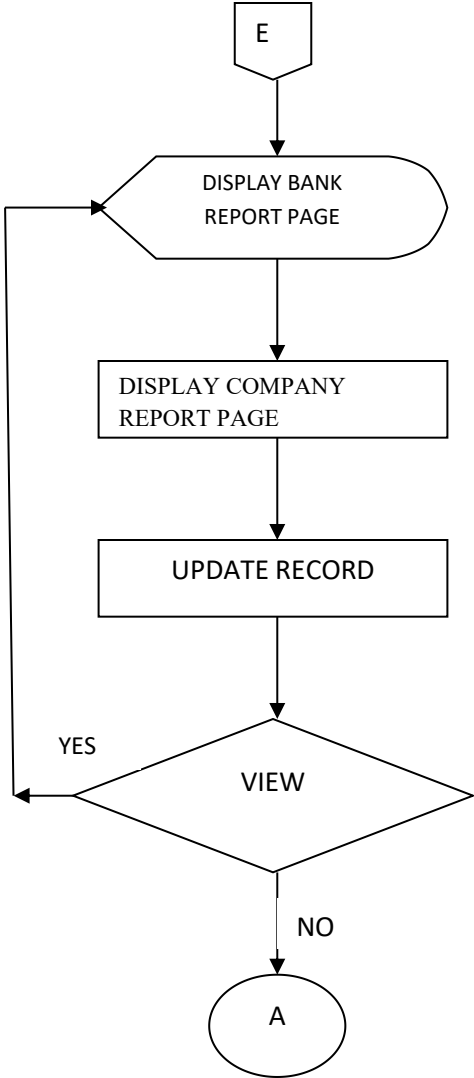 E
DISPLAY BANK
REPORT PAGE
DISPLAY COMPANY
REPORT PAGE
UPDATE RECORD
YES
VIEW
NO
A